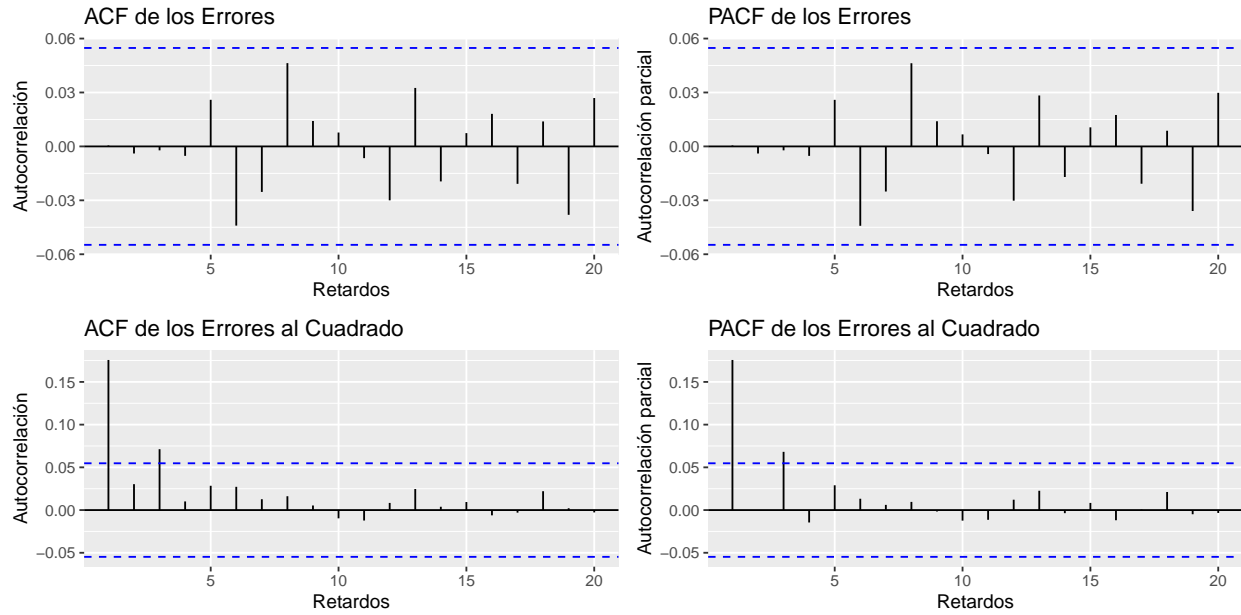 ACF de los Errores
Autocorrelación
0.06
0.03
0.00
−0.03
−0.06
5 10 15 20
Retardos
PACF de los Errores
Autocorrelación parcial
0.06
0.03
0.00
−0.03
−0.06
5 10 15 20
Retardos
ACF de los Errores al Cuadrado
Autocorrelación
0.15
0.10
0.05
0.00
−0.05
5 10 15 20
Retardos
PACF de los Errores al Cuadrado
Autocorrelación parcial
0.15
0.10
0.05
0.00
−0.05
5 10 15 20
Retardos